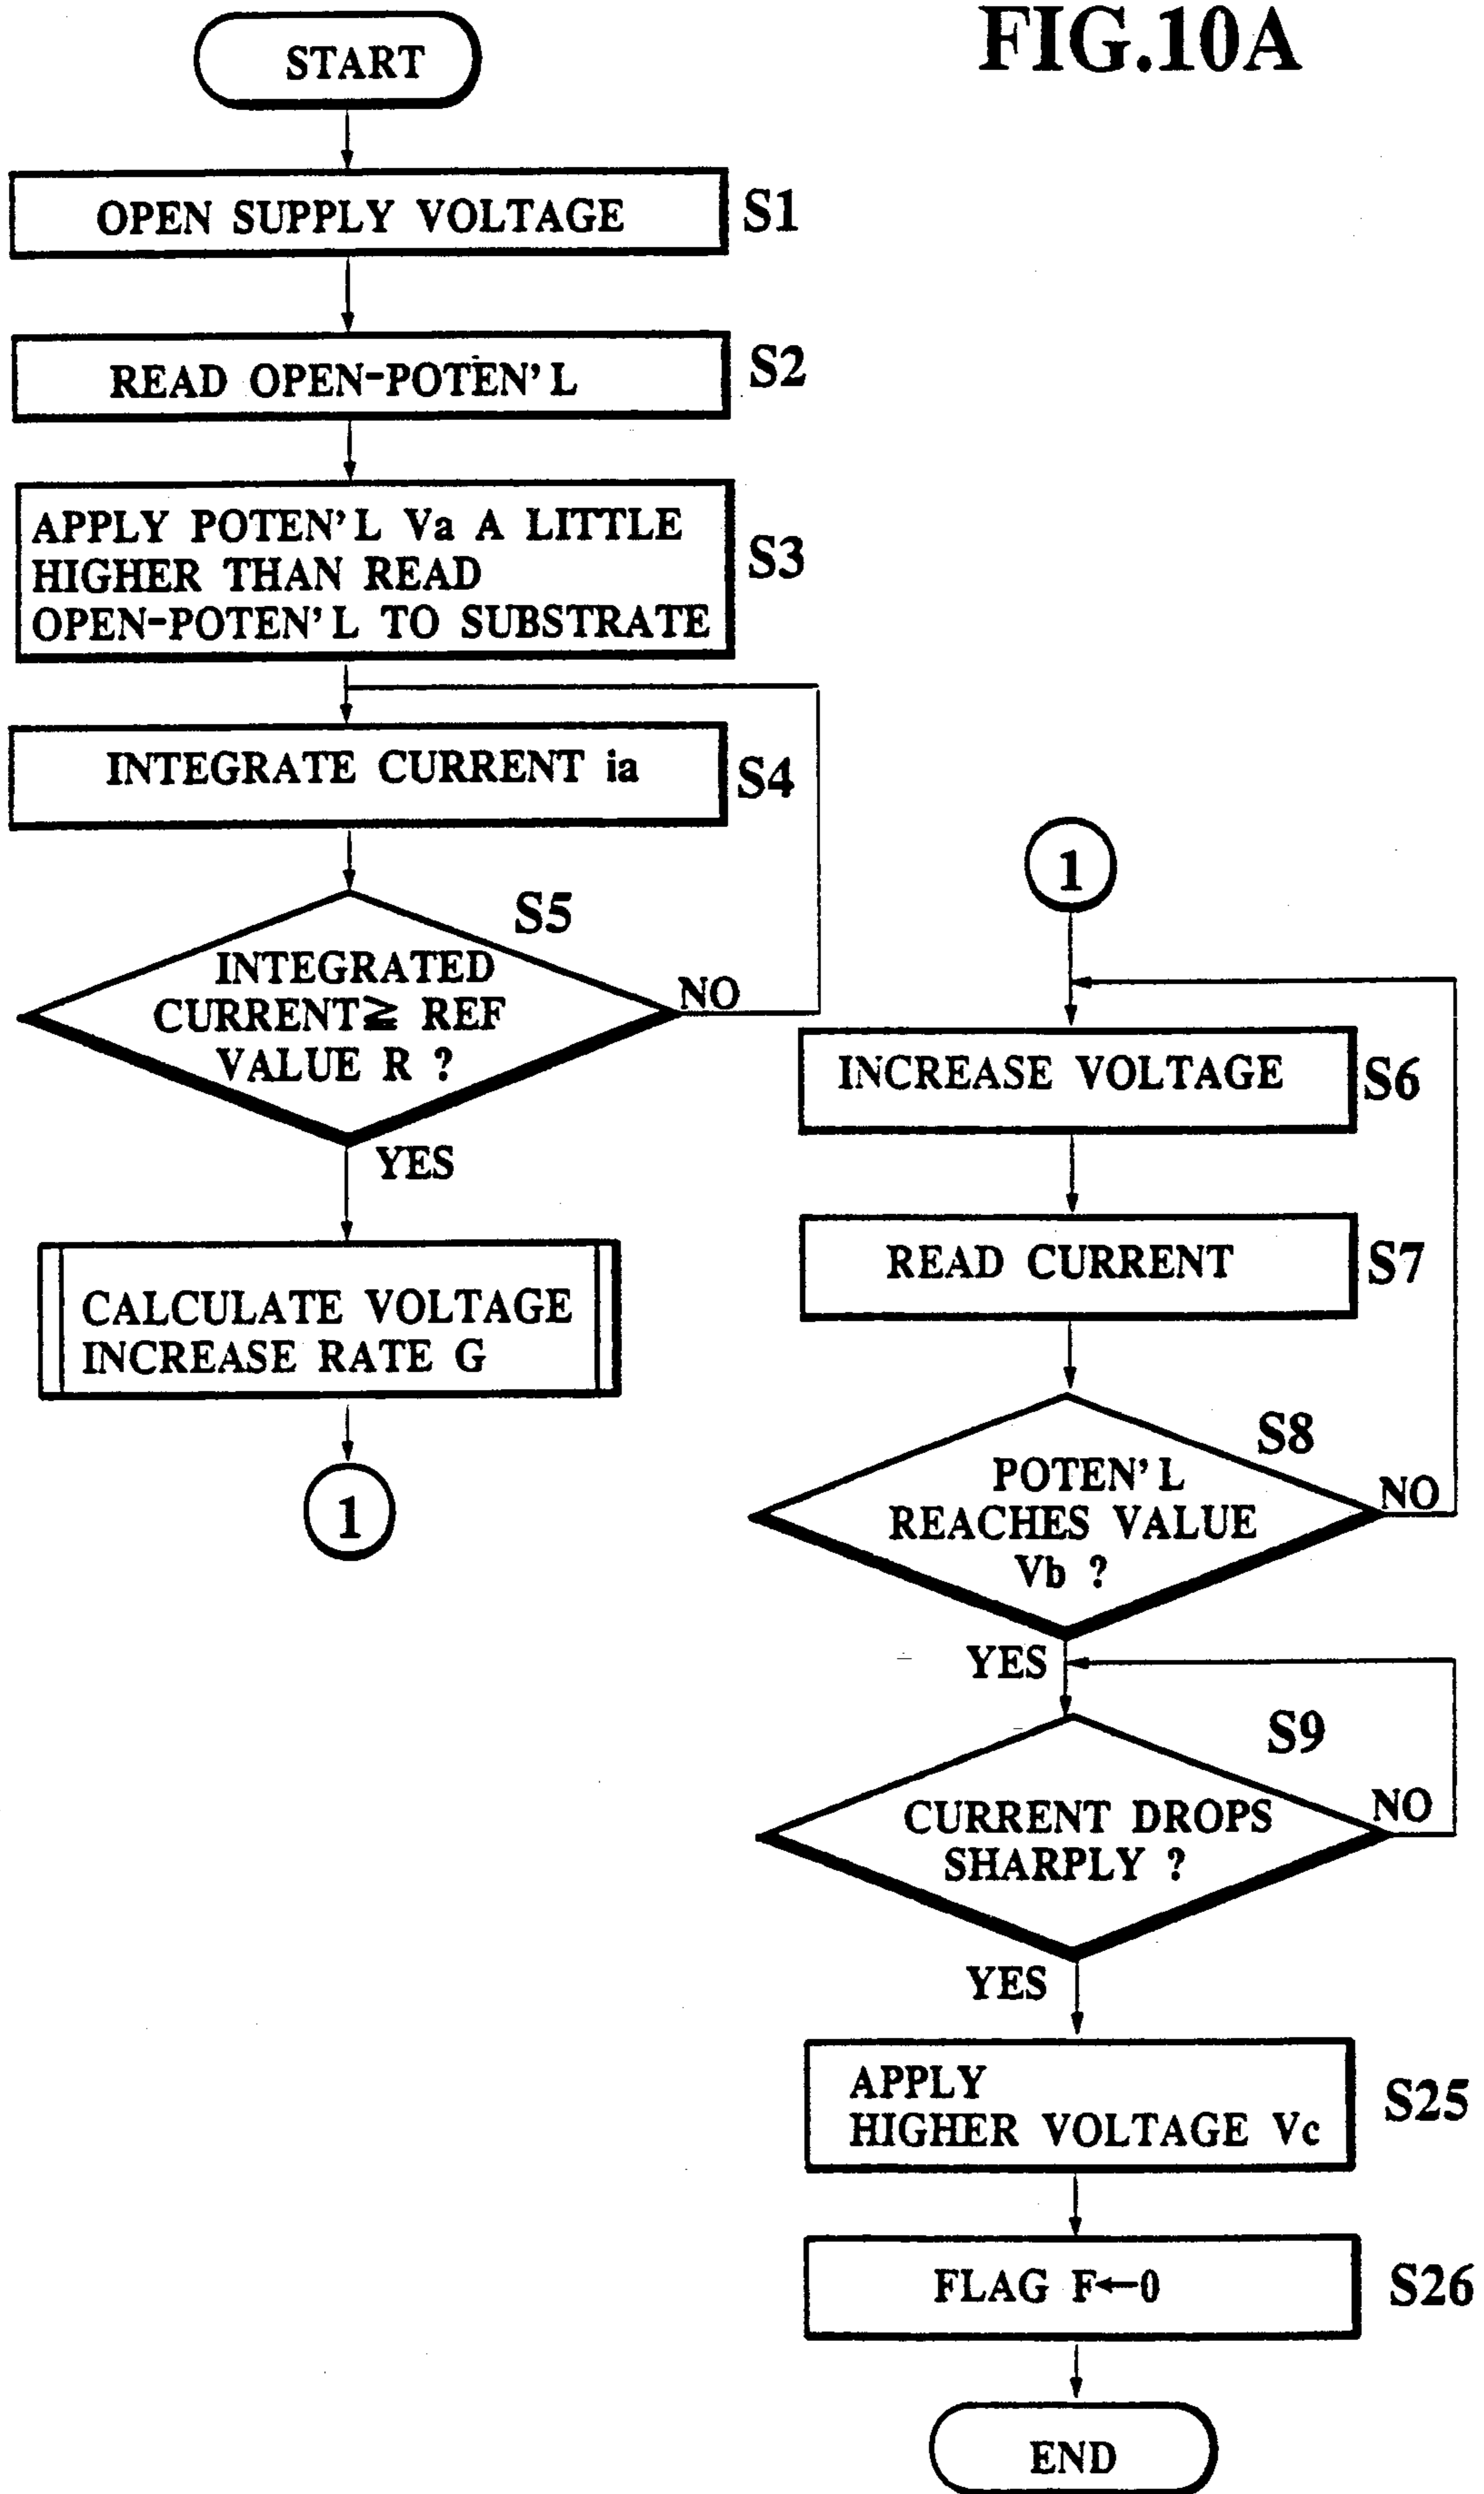 FIG.10A
START
OPEN SUPPLY VOLTAGE
S1
READ OPEN-POTEN'L
S2
APPLY POTEN'L Va A LITTLE
HIGHER THAN READ
OPEN-POTEN'L TO SUBSTRATE
S3
INTEGRATE CURRENT ia
S4
S5
INTEGRATED
CURRENT≧ REF
VALUE R ?
NO
YES
CALCULATE VOLTAGE
INCREASE RATE G
1
1
INCREASE VOLTAGE
S6
READ CURRENT
S7
S8
POTEN'L
REACHES VALUE
Vb ?
NO
YES
S9
CURRENT DROPS
SHARPLY ?
NO
YES
APPLY
HIGHER VOLTAGE Vc
S25
FLAG F←0
S26
END